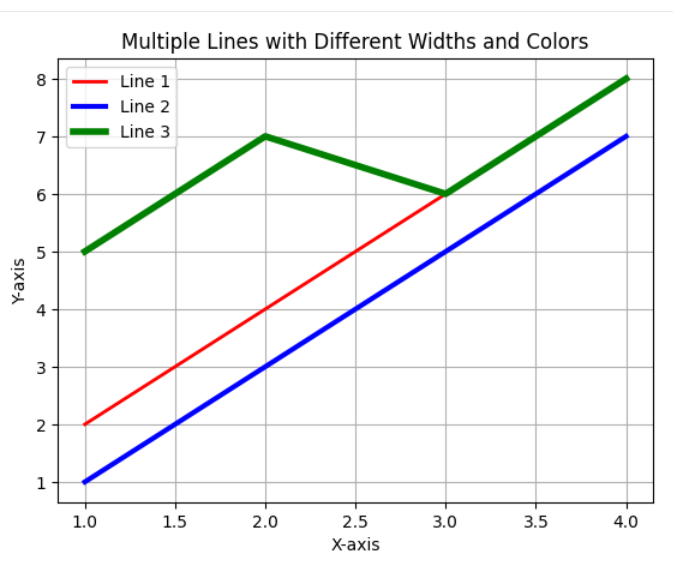 Multiple Lines with Different Widths and Colors
Line 1
Line 2
Line 3
8
7
6
5
4
3
2
1
Y-axis
1.0 1.5 2.0 2.5 3.0 3.5 4.0
X-axis